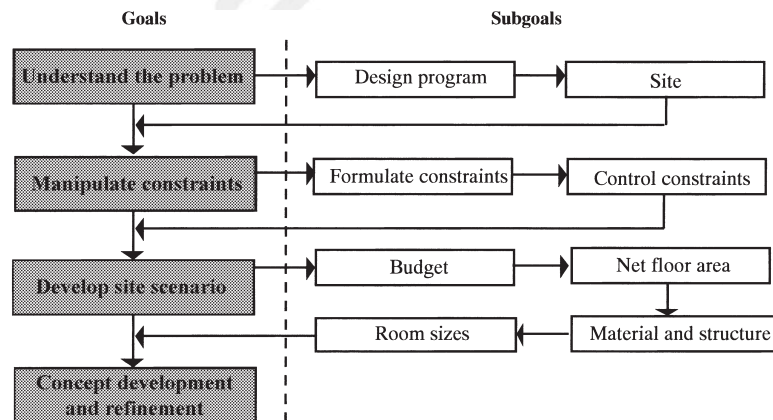 Goals
Subgoals
Understand the problem
Design program
Site
Manipulate constraints
Formulate constraints
Control constraints
Develop site scenario
Budget
Net floor area
Room sizes
Material and structure
Concept development
and refinement